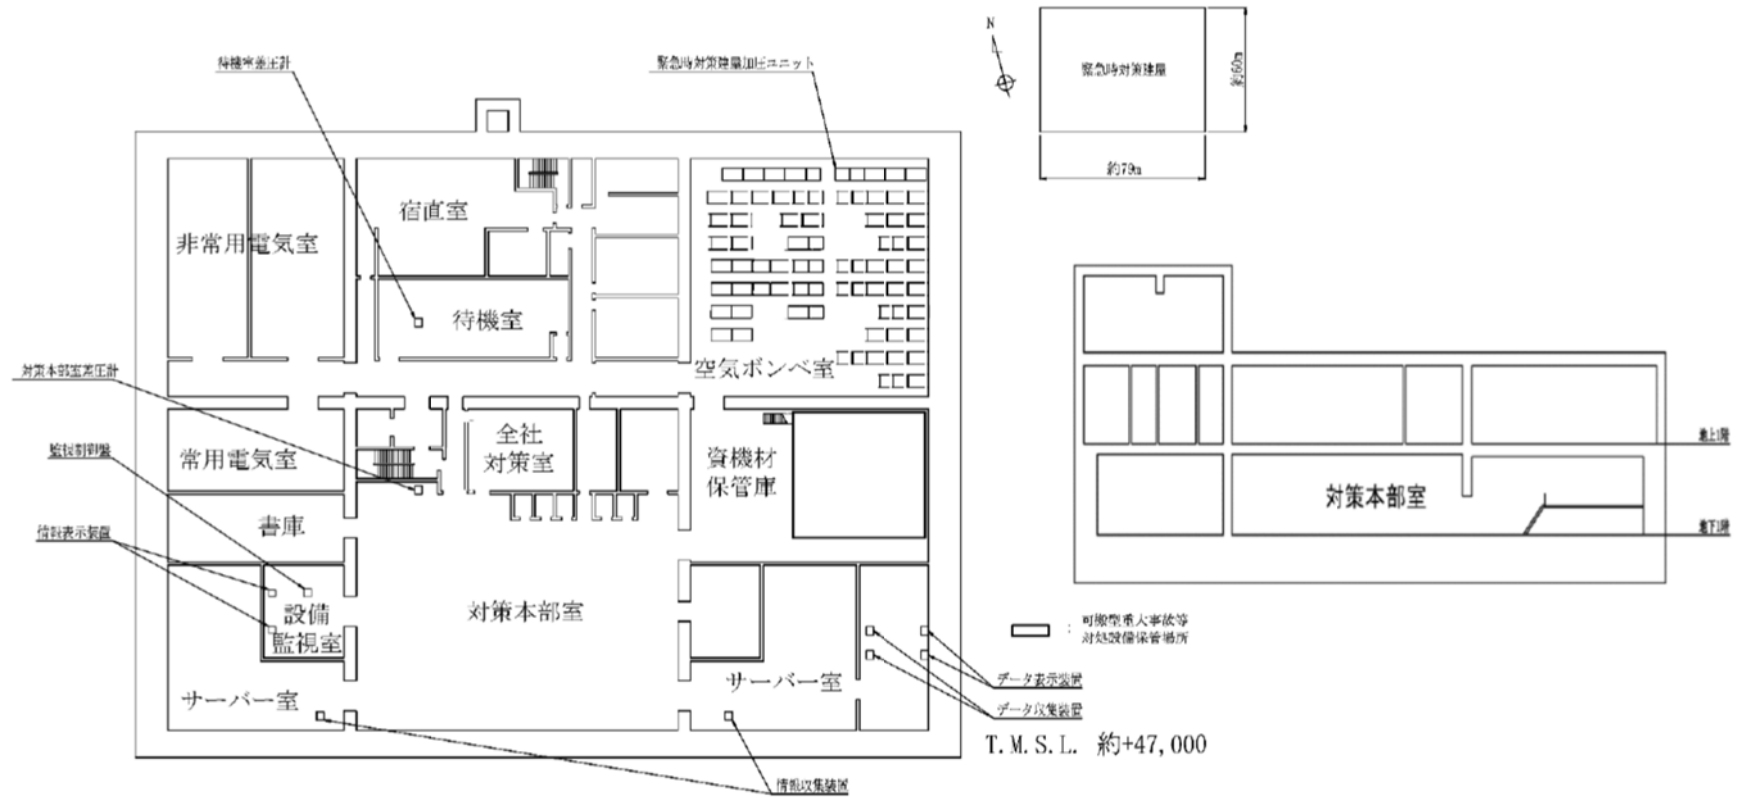 待機室差圧計
緊急時対策建屋加圧ユニット
N
緊急時対策建屋
約60m
約79m
宿直室
非常用電気室
待機室
空気ボンベ室
対策本部室差圧計
全社
対策室
監視制御盤
常用電気室
資機材
保管庫
書庫
情報表示装置
設備
監視室
対策本部室
サーバー室
サーバー室
データ表示装置
データ収集装置
T.M.S.L. 約+47,000
情報収集装置
地上1階
対策本部室
地下1階
: 可搬型重大事故等
対処設備保管場所